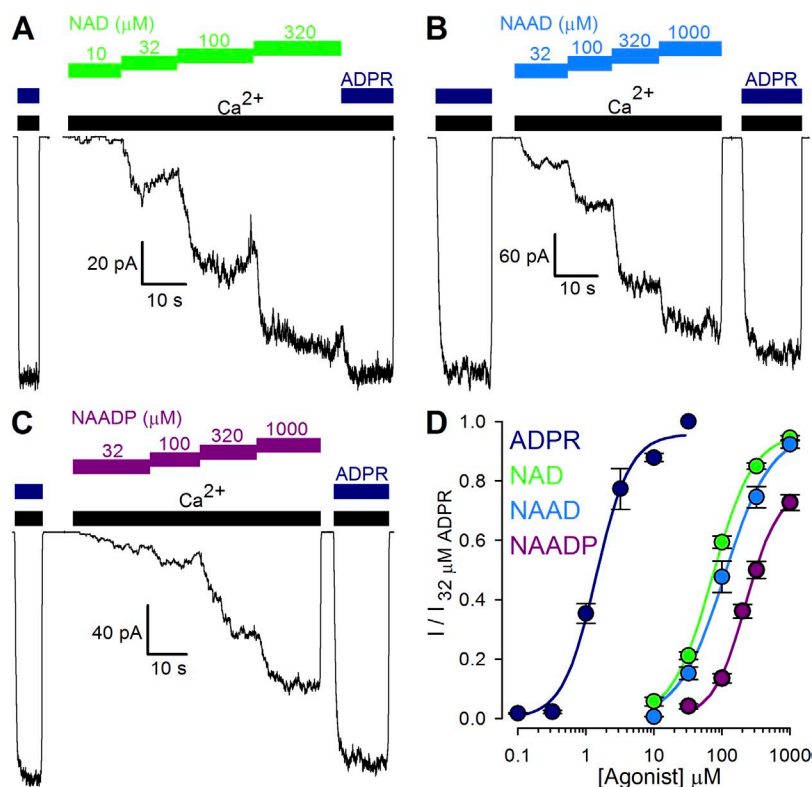 A
NAD (μM)
10 32 100 320
ADPR
Ca2+
20 pA
10 s
B
NAAD (μM)
32 100 320 1000
ADPR
Ca2+
60 pA
10 s
C
NAADP (μM)
32 100 320 1000
ADPR
Ca2+
40 pA
10 s
D
ADPR
NAD
NAAD
NAADP
I / I 32 μM ADPR
1.0
0.8
0.6
0.4
0.2
0.0
0.1 1 10 100 1000
[Agonist] μM